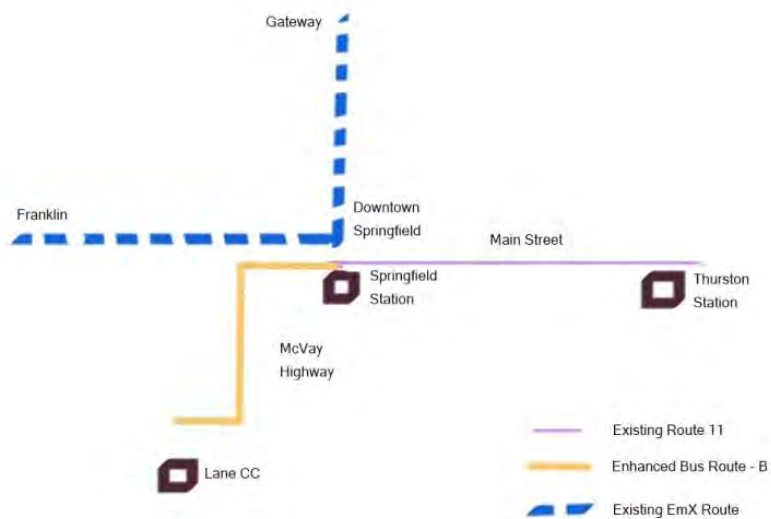 Gateway
Franklin
Downtown
Springfield
Main Street
Springfield
Station
Thurston
Station
McVay
Highway
Lane CC
Existing Route 11
Enhanced Bus Route - B
Existing EmX Route